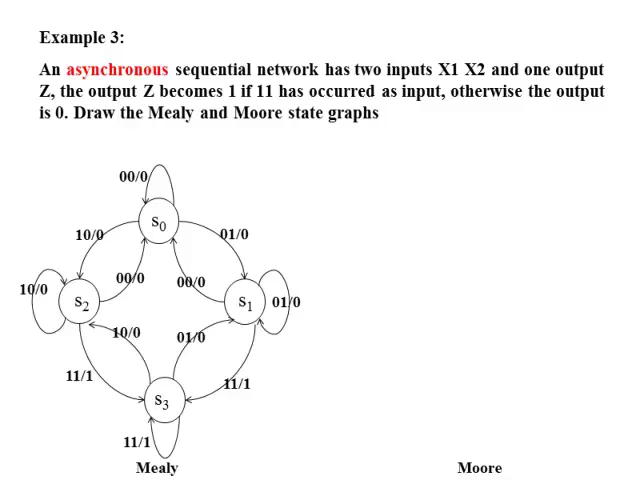 Example 3:
An asynchronous sequential network has two inputs X1 X2 and one output
Z, the output Z becomes 1 if 11 has occurred as input, otherwise the output
is 0. Draw the Mealy and Moore state graphs
00/0
S0
10/0
01/0
00/0
00/0
10/0
S2
S1
01/0
10/0
01/0
11/1
11/1
S3
11/1
Mealy
Moore